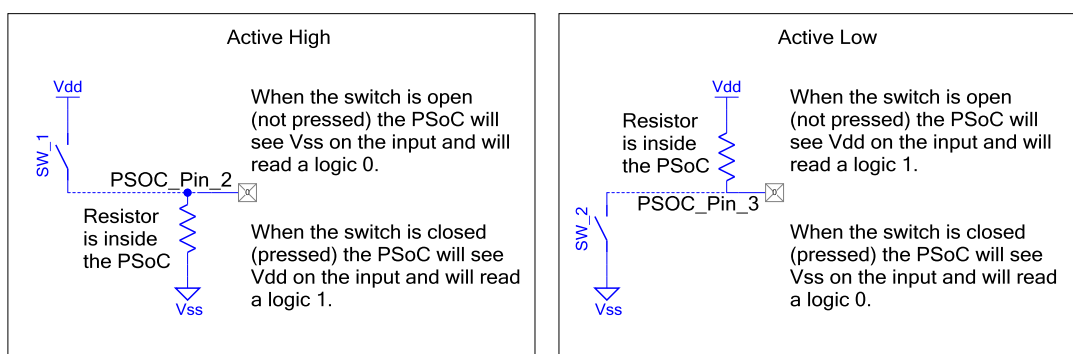 Active High
Vdd
SW_1
PSOC_Pin_2
0
Resistor
is inside
the PSoC
Vss
When the switch is open
(not pressed) the PSoC will
see Vss on the input and will
read a logic 0.
When the switch is closed
(pressed) the PSoC will see
Vdd on the input and will read
a logic 1.
Active Low
Vdd
Resistor
is inside
the PSoC
PSOC_Pin_3
0
SW_2
Vss
When the switch is open
(not pressed) the PSoC will
see Vdd on the input and will
read a logic 1.
When the switch is closed
(pressed) the PSoC will see
Vss on the input and will read
a logic 0.